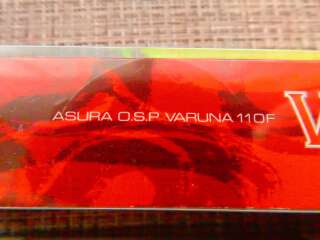 ASURA O.S.P VARUNA 110F
V